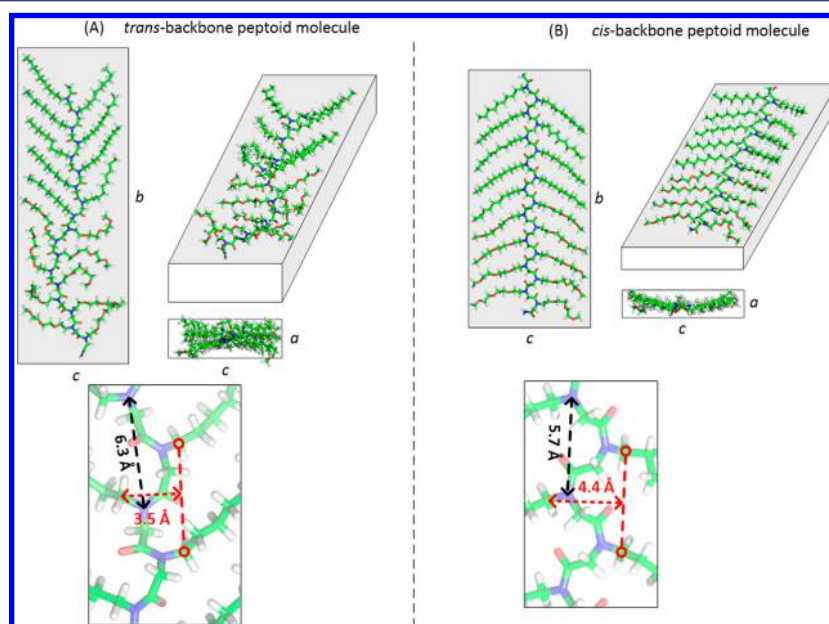 (A) trans-backbone peptoid molecule
b
c
a
c
6.3 Å
3.5 Å
(B) cis-backbone peptoid molecule
b
c
a
c
5.7 Å
4.4 Å